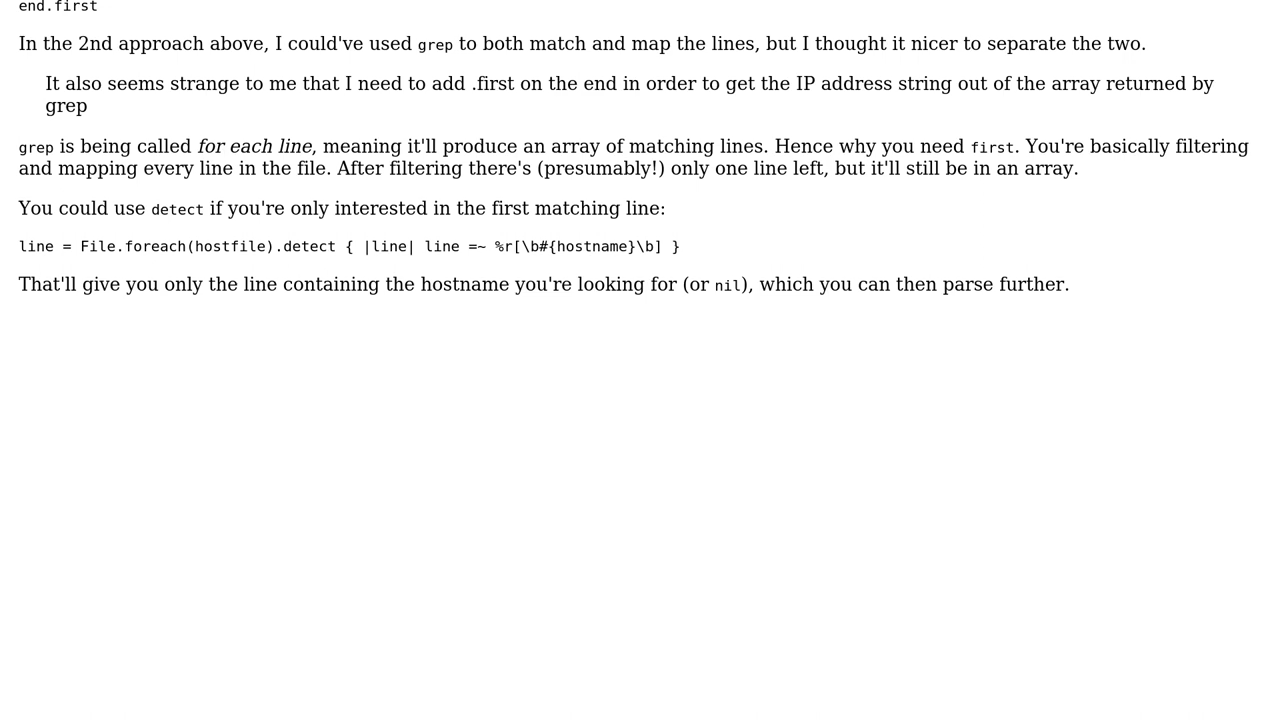 end.first
In the 2nd approach above, I could've used grep to both match and map the lines, but I thought it nicer to separate the two.
It also seems strange to me that I need to add .first on the end in order to get the IP address string out of the array returned by
grep
grep is being called for each line, meaning it'll produce an array of matching lines. Hence why you need first. You're basically filtering
and mapping every line in the file. After filtering there's (presumably!) only one line left, but it'll still be in an array.
You could use detect if you're only interested in the first matching line:
line = File.foreach(hostfile).detect { |line| line =~ %r[\b#{hostname}\b] }
That'll give you only the line containing the hostname you're looking for (or nil), which you can then parse further.